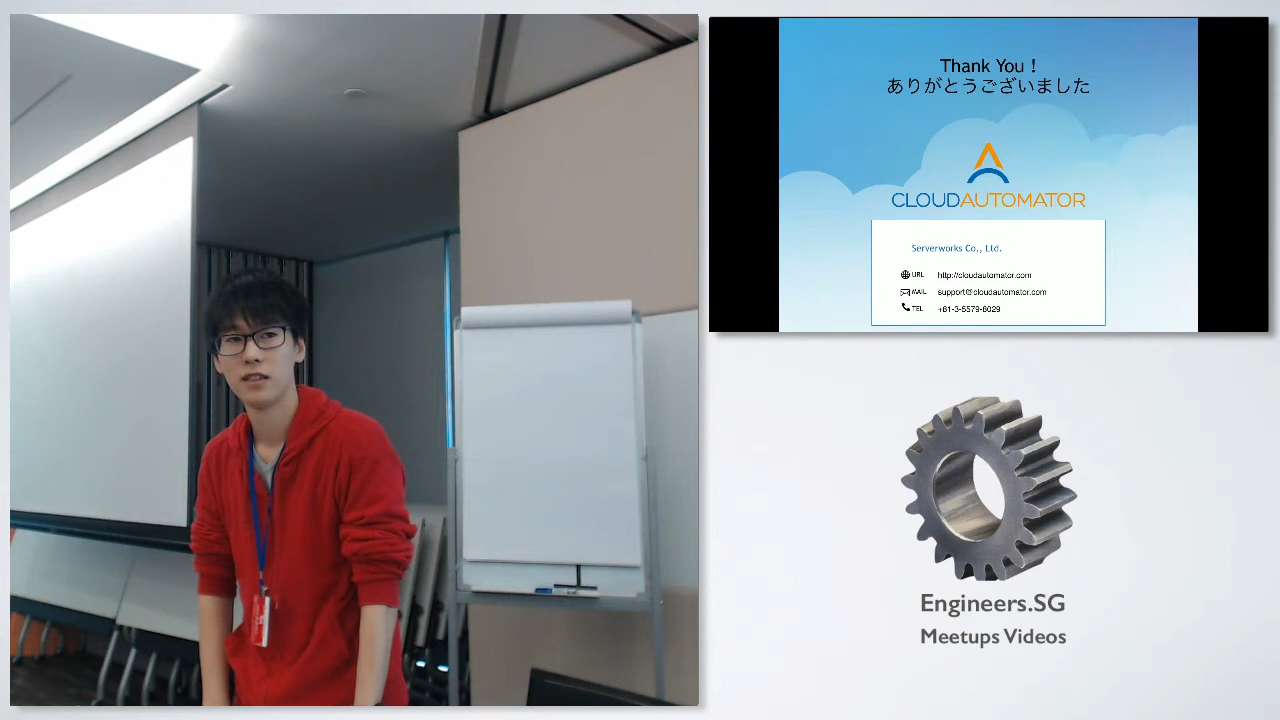 Thank You !
ありがとうございました
CLOUDAUTOMATOR
Serverworks Co., Ltd.
URL http://cloudautomator.com
MAIL support@cloudautomator.com
TEL +81-3-5579-8029
Engineers.SG
Meetups Videos